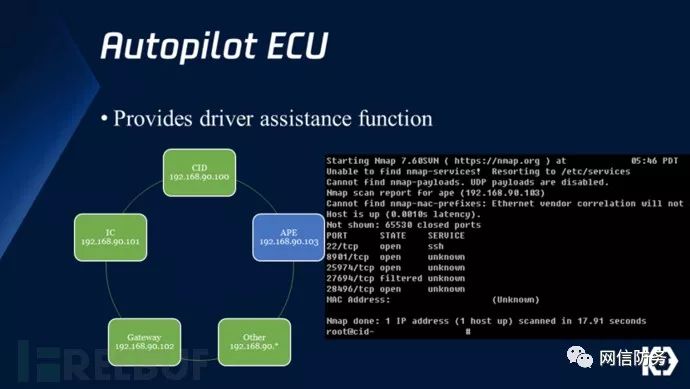 Autopilot ECU
• Provides driver assistance function
CID
192.168.90.100
IC
192.168.90.101
APE
192.168.90.103
Gateway
192.168.90.102
Other
192.168.90.*
Starting Nmap 7.60SVN ( https://nmap.org ) at 05:46 PDT
Unable to find nmap-services! Resorting to /etc/services
Cannot find nmap-payloads. UDP payloads are disabled.
Nmap scan report for ape (192.168.90.103)
Cannot find nmap-mac-prefixes: Ethernet vendor correlation will not
Host is up (0.0010s latency).
Not shown: 65530 closed ports
PORT STATE SERVICE
22/tcp open ssh
8901/tcp open unknown
25974/tcp open unknown
27694/tcp filtered unknown
28496/tcp open unknown
MAC Address: (Unknown)
Nmap done: 1 IP address (1 host up) scanned in 17.91 seconds
root@cid- #
FREEBUF
网信防务